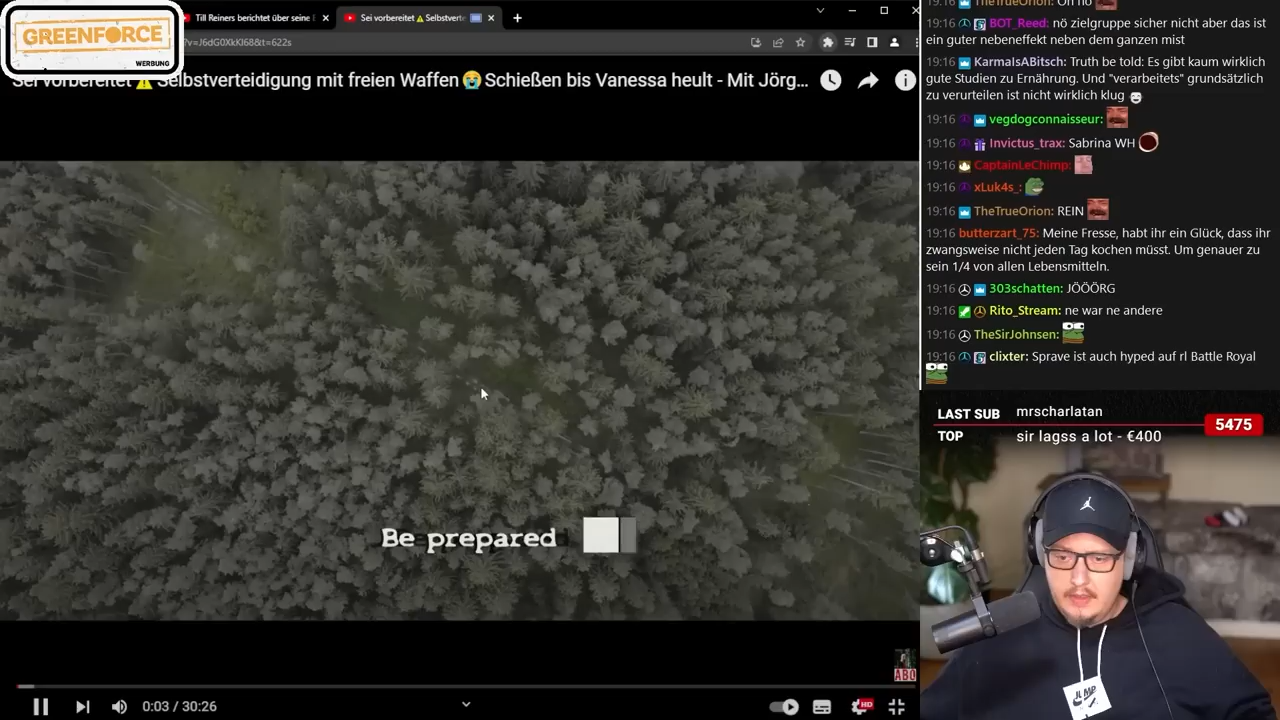 GREENFORCE
WERBUNG
Till Reiners berichtet über seine E
Sei vorbereitet ⚠ Selbstverte
?v=J6dG0XkKl68&t=622s
Sei vorbereitet ⚠ Selbstverteidigung mit freien Waffen 😭 Schießen bis Vanessa heult - Mit Jörg...
Be prepared
ABO
0:03 / 30:26
HD
TheTrueOrion: Oh no
19:16 BOT_Reed: nö zielgruppe sicher nicht aber das ist
ein guter nebeneffekt neben dem ganzen mist
19:16 KarmaIsABitsch: Truth be told: Es gibt kaum wirklich
gute Studien zu Ernährung. Und "verarbeitets" grundsätzlich
zu verurteilen ist nicht wirklich klug
19:16 vegdogconnaisseur:
19:16 Invictus_trax: Sabrina WH
19:16 CaptainLeChimp:
19:16 xLuk4s_:
19:16 TheTrueOrion: REIN
19:16 butterzart_75: Meine Fresse, habt ihr ein Glück, dass ihr
zwangsweise nicht jeden Tag kochen müsst. Um genauer zu
sein 1/4 von allen Lebensmitteln.
19:16 303schatten: JÖÖÖRG
19:16 Rito_Stream: ne war ne andere
19:16 TheSirJohnsen:
19:16 clixter: Sprave ist auch hyped auf rl Battle Royal
LAST SUB mrscharlatan
5475
TOP sir lagss a lot - €400
JUMP